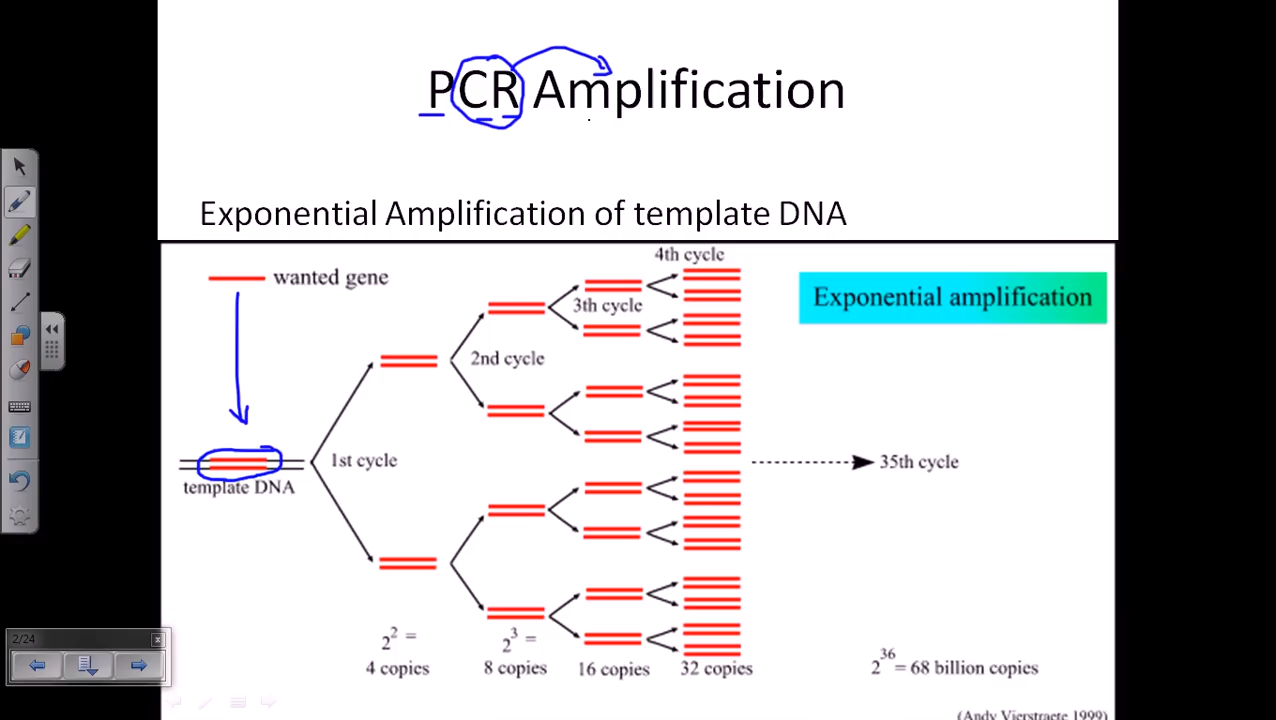 PCR Amplification
Exponential Amplification of template DNA
4th cycle
wanted gene
3th cycle
Exponential amplification
2nd cycle
1st cycle
35th cycle
template DNA
2/24
x
2² =
2³ =
2³⁶ = 68 billion copies
4 copies
8 copies
16 copies
32 copies
(Andy Vierstraete 1999)